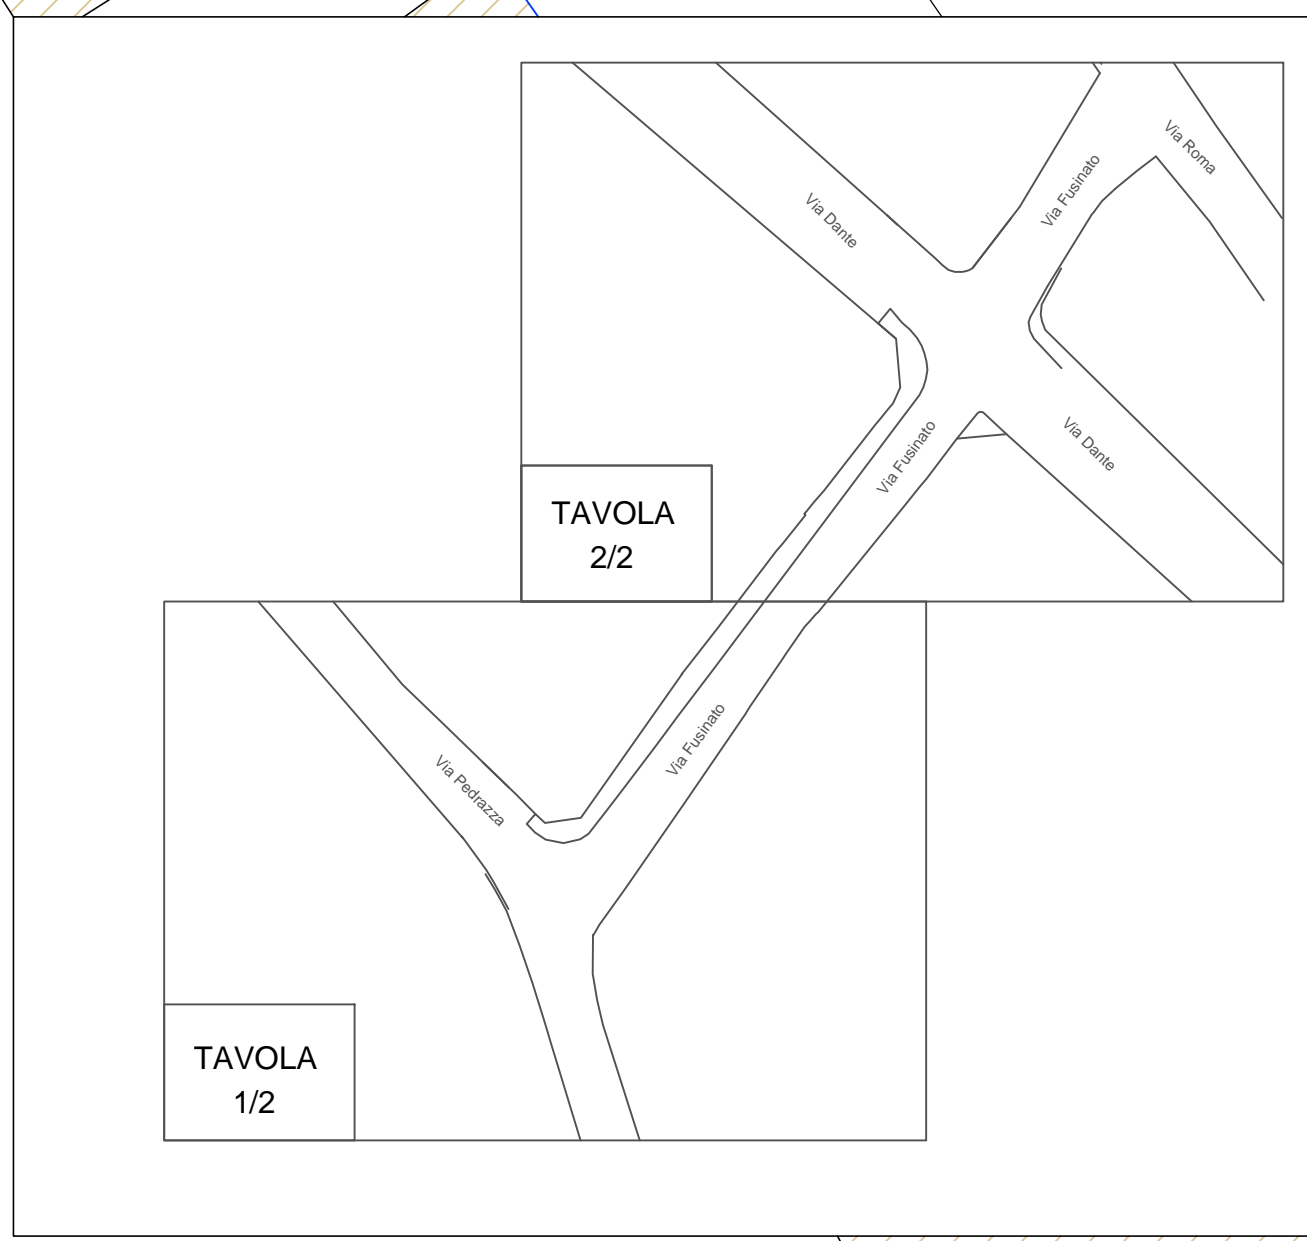 Via Roma
Via Fusinato
Via Dante
Via Fusinato
Via Dante
TAVOLA
2/2
Via Fusinato
Via Pedrazza
TAVOLA
1/2